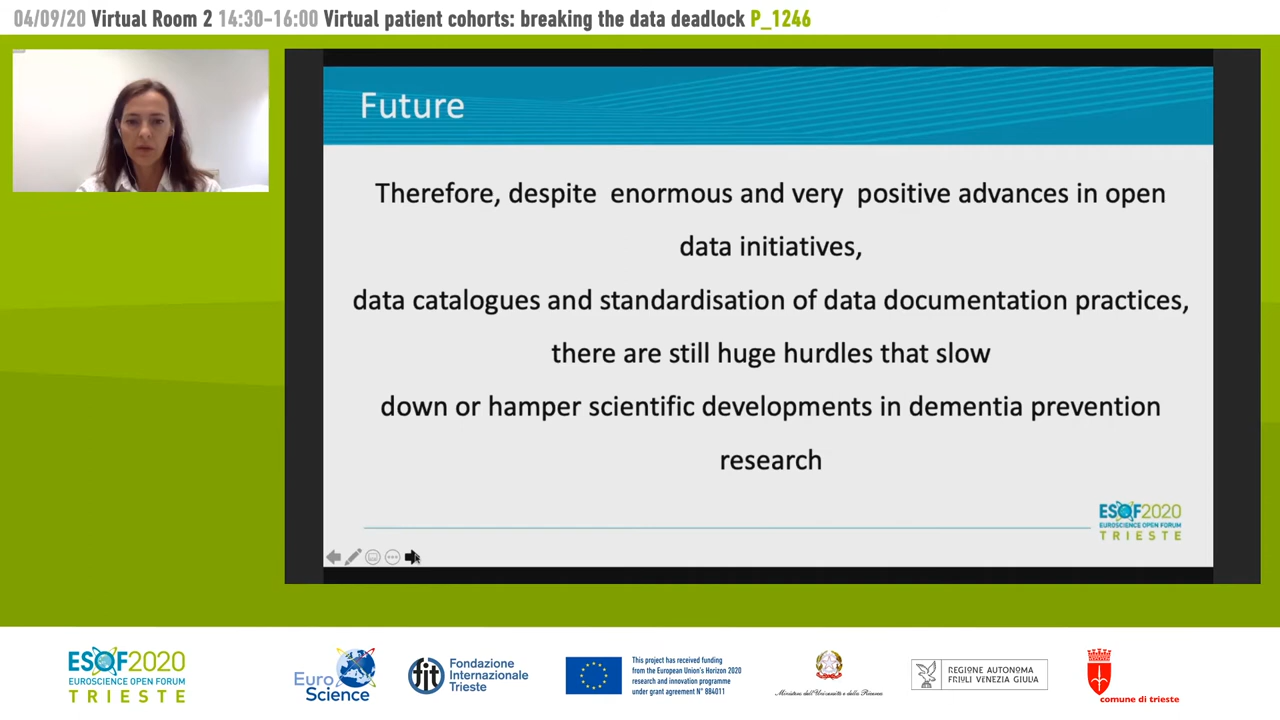 04/09/20 Virtual Room 2 14:30-16:00 Virtual patient cohorts: breaking the data deadlock P_1246
Future
Therefore, despite enormous and very positive advances in open
data initiatives,
data catalogues and standardisation of data documentation practices,
there are still huge hurdles that slow
down or hamper scientific developments in dementia prevention
research
ESOF2020
EUROSCIENCE OPEN FORUM
TRIESTE
ESOF2020
EUROSCIENCE OPEN FORUM
TRIESTE
Euro
Science
fit
Fondazione
Internazionale
Trieste
This project has received funding
from the European Union's Horizon 2020
research and innovation programme
under grant agreement N° 884011
Ministero dell'Università e della Ricerca
REGIONE AUTONOMA
FRIULI VENEZIA GIULIA
comune di trieste